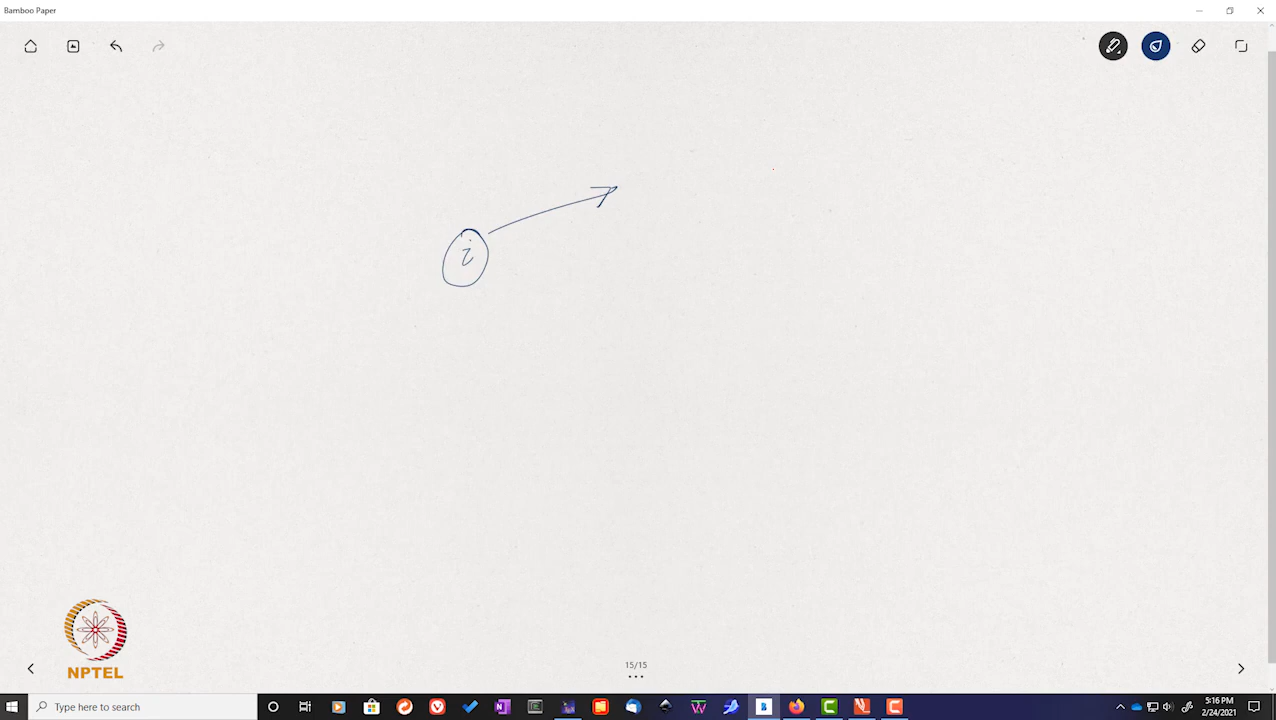 Bamboo Paper
i
NPTEL
15/15
Type here to search
5:16 PM
2/24/2021